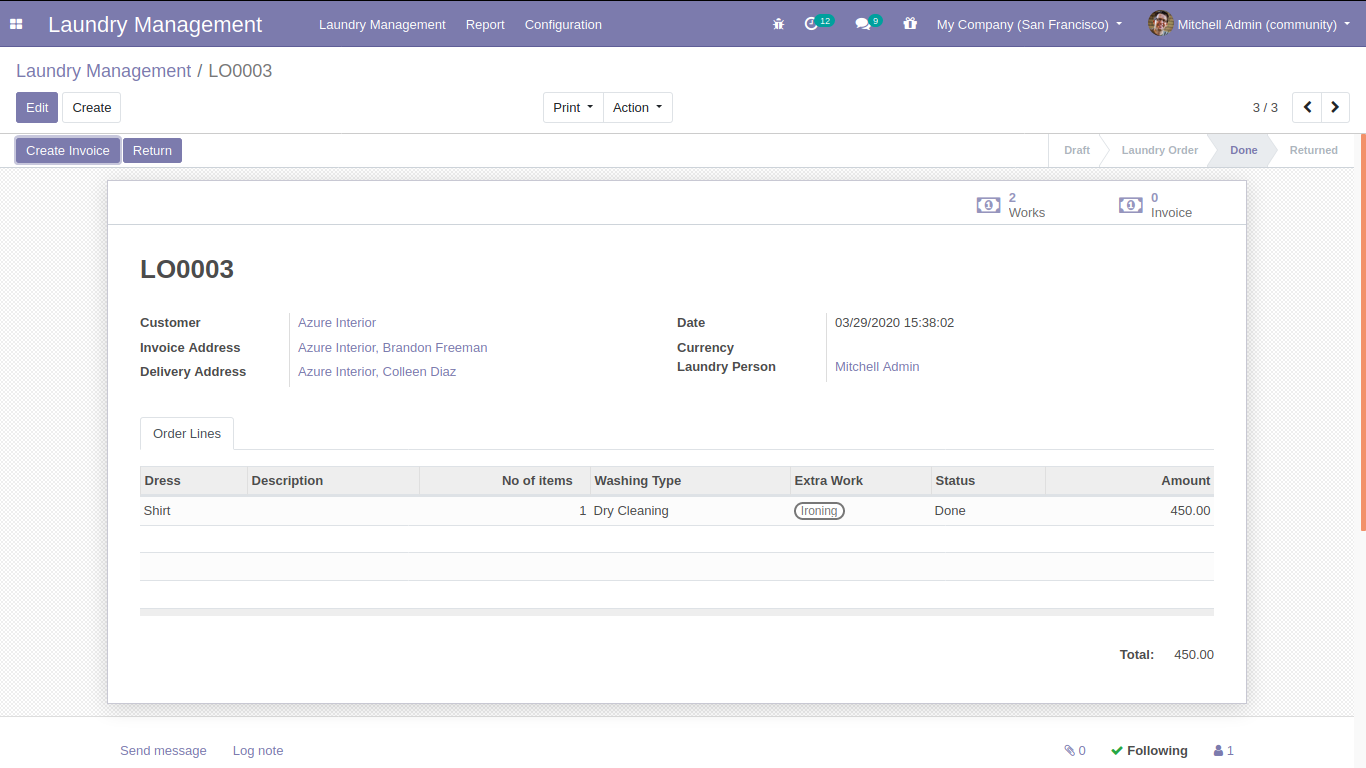 Laundry Management Laundry Management Report Configuration 12 9 My Company (San Francisco) Mitchell Admin (community)
Laundry Management / LO0003
Edit Create Print Action 3 / 3
Create Invoice Return Draft Laundry Order Done Returned
2 Works
0 Invoice
LO0003
Customer Azure Interior
Invoice Address Azure Interior, Brandon Freeman
Delivery Address Azure Interior, Colleen Diaz
Date 03/29/2020 15:38:02
Currency
Laundry Person Mitchell Admin
Order Lines
Dress Description No of items Washing Type Extra Work Status Amount
Shirt 1 Dry Cleaning Ironing Done 450.00
Total: 450.00
Send message Log note 0 Following 1